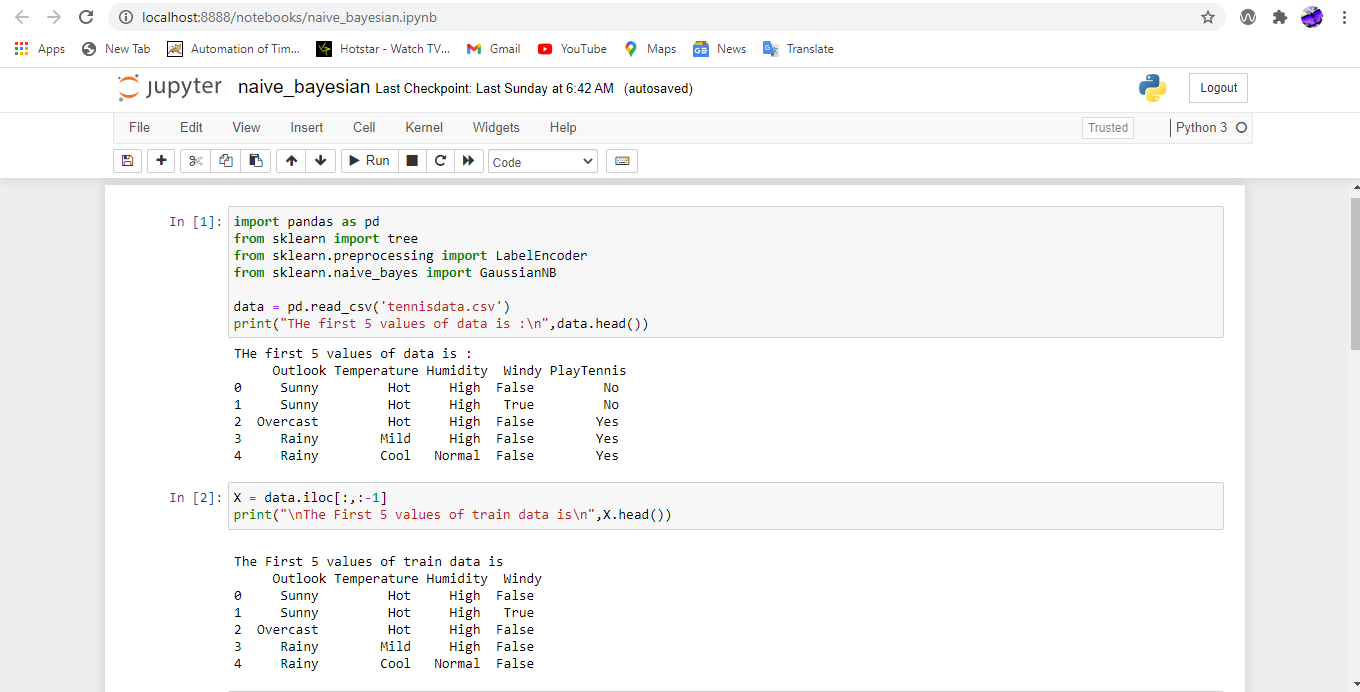 localhost:8888/notebooks/naive_bayesian.ipynb
Apps New Tab Automation of Tim... Hotstar - Watch TV... Gmail YouTube Maps News Translate
jupyter naive_bayesian Last Checkpoint: Last Sunday at 6:42 AM (autosaved) Logout
File Edit View Insert Cell Kernel Widgets Help Trusted Python 3
Run Code
In [1]: import pandas as pd
from sklearn import tree
from sklearn.preprocessing import LabelEncoder
from sklearn.naive_bayes import GaussianNB
data = pd.read_csv('tennisdata.csv')
print("THe first 5 values of data is :\n",data.head())
THe first 5 values of data is :
Outlook Temperature Humidity Windy PlayTennis
0 Sunny Hot High False No
1 Sunny Hot High True No
2 Overcast Hot High False Yes
3 Rainy Mild High False Yes
4 Rainy Cool Normal False Yes
In [2]: X = data.iloc[:,:-1]
print("\nThe First 5 values of train data is\n",X.head())
The First 5 values of train data is
Outlook Temperature Humidity Windy
0 Sunny Hot High False
1 Sunny Hot High True
2 Overcast Hot High False
3 Rainy Mild High False
4 Rainy Cool Normal False